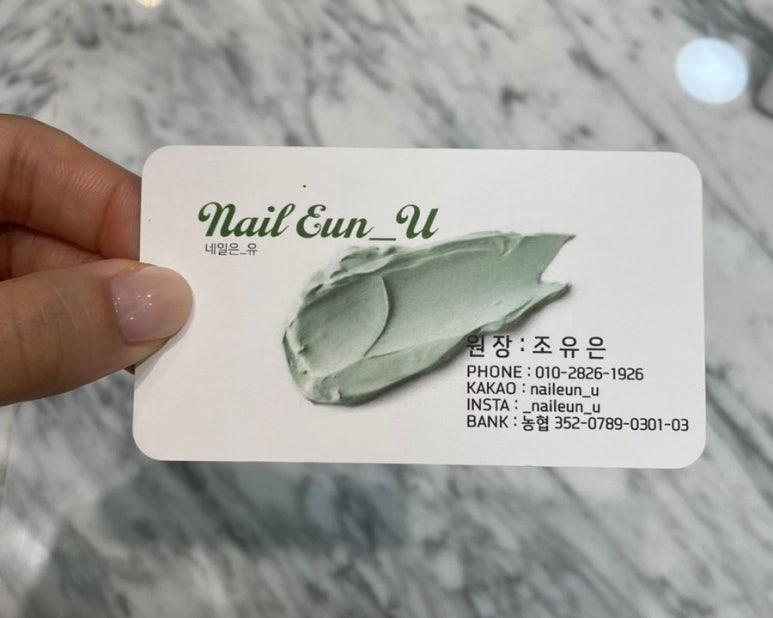 Nail Eun_U
네일은_유
원장 : 조유은
PHONE : 010-2826-1926
KAKAO : naileun_u
INSTA : _naileun_u
BANK : 농협 352-0789-0301-03